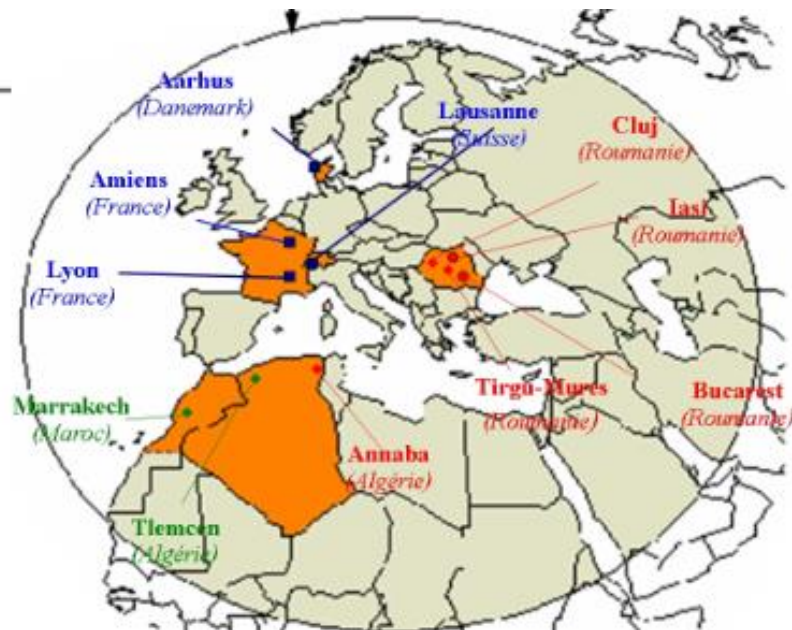 Aarhus
(Danemark)
Lausanne
(Suisse)
Cluj
(Roumanie)
Amiens
(France)
Iasi
(Roumanie)
Lyon
(France)
Tirgu-Mures
(Roumanie)
Bucarest
(Roumanie)
Marrakech
(Maroc)
Annaba
(Algérie)
Tlemcen
(Algérie)